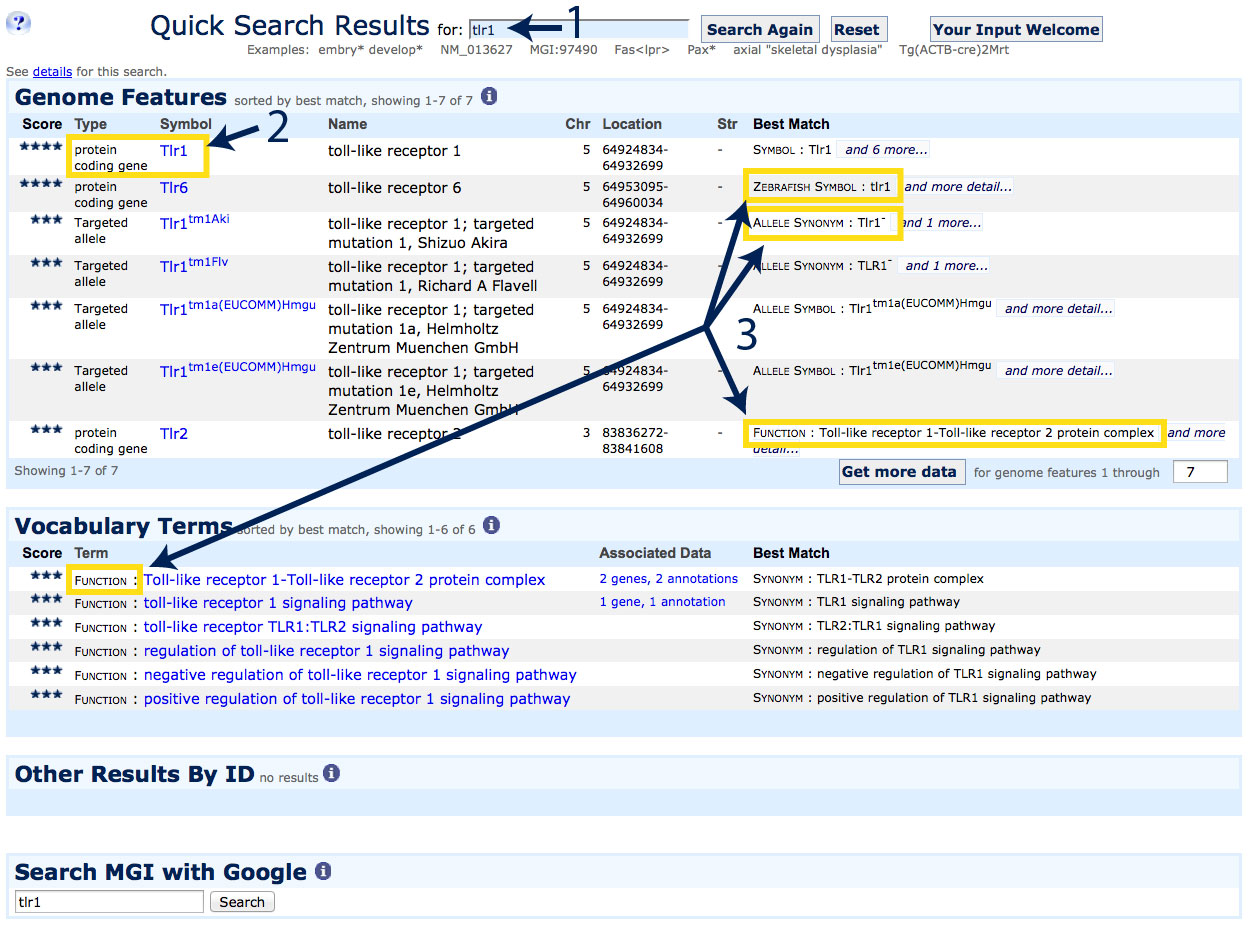 ?
Quick Search Results for: tlr1 1 Search Again Reset Your Input Welcome
Examples: embry* develop* NM_013627 MGI:97490 Fas<lpr> Pax* axial "skeletal dysplasia" Tg(ACTB-cre)2Mrt
See details for this search.
Genome Features sorted by best match, showing 1-7 of 7 i
Score Type Symbol Name Chr Location Str Best Match
2
**** protein Tlr1 toll-like receptor 1 5 64924834- - SYMBOL : Tlr1 and 6 more...
coding gene 64932699
**** protein Tlr6 toll-like receptor 6 5 64953095- - ZEBRAFISH SYMBOL : tlr1 and more detail...
coding gene 64960034
*** Targeted Tlr1tm1Aki toll-like receptor 1; targeted 5 64924834- - ALLELE SYNONYM : Tlr1- and 1 more...
allele mutation 1, Shizuo Akira 64932699
*** Targeted Tlr1tm1Flv toll-like receptor 1; targeted 5 64924834- - ALLELE SYNONYM : TLR1- and 1 more...
allele mutation 1, Richard A Flavell 64932699
*** Targeted Tlr1tm1a(EUCOMM)Hmgu toll-like receptor 1; targeted 5 64924834- - ALLELE SYMBOL : Tlr1tm1a(EUCOMM)Hmgu and more detail...
allele mutation 1a, Helmholtz 64932699
Zentrum Muenchen GmbH
3
*** Targeted Tlr1tm1e(EUCOMM)Hmgu toll-like receptor 1; targeted 5 64924834- - ALLELE SYMBOL : Tlr1tm1e(EUCOMM)Hmgu and more detail...
allele mutation 1e, Helmholtz 64932699
Zentrum Muenchen GmbH
*** protein Tlr2 toll-like receptor 2 3 83836272- - FUNCTION : Toll-like receptor 1-Toll-like receptor 2 protein complex and more
coding gene 83841608 detail...
Showing 1-7 of 7 Get more data for genome features 1 through 7
Vocabulary Terms sorted by best match, showing 1-6 of 6 i
Score Term Associated Data Best Match
*** FUNCTION : Toll-like receptor 1-Toll-like receptor 2 protein complex 2 genes, 2 annotations SYNONYM : TLR1-TLR2 protein complex
*** FUNCTION : toll-like receptor 1 signaling pathway 1 gene, 1 annotation SYNONYM : TLR1 signaling pathway
*** FUNCTION : toll-like receptor TLR1:TLR2 signaling pathway SYNONYM : TLR2:TLR1 signaling pathway
*** FUNCTION : regulation of toll-like receptor 1 signaling pathway SYNONYM : regulation of TLR1 signaling pathway
*** FUNCTION : negative regulation of toll-like receptor 1 signaling pathway SYNONYM : negative regulation of TLR1 signaling pathway
*** FUNCTION : positive regulation of toll-like receptor 1 signaling pathway SYNONYM : positive regulation of TLR1 signaling pathway
Other Results By ID no results i
Search MGI with Google i
tlr1 Search